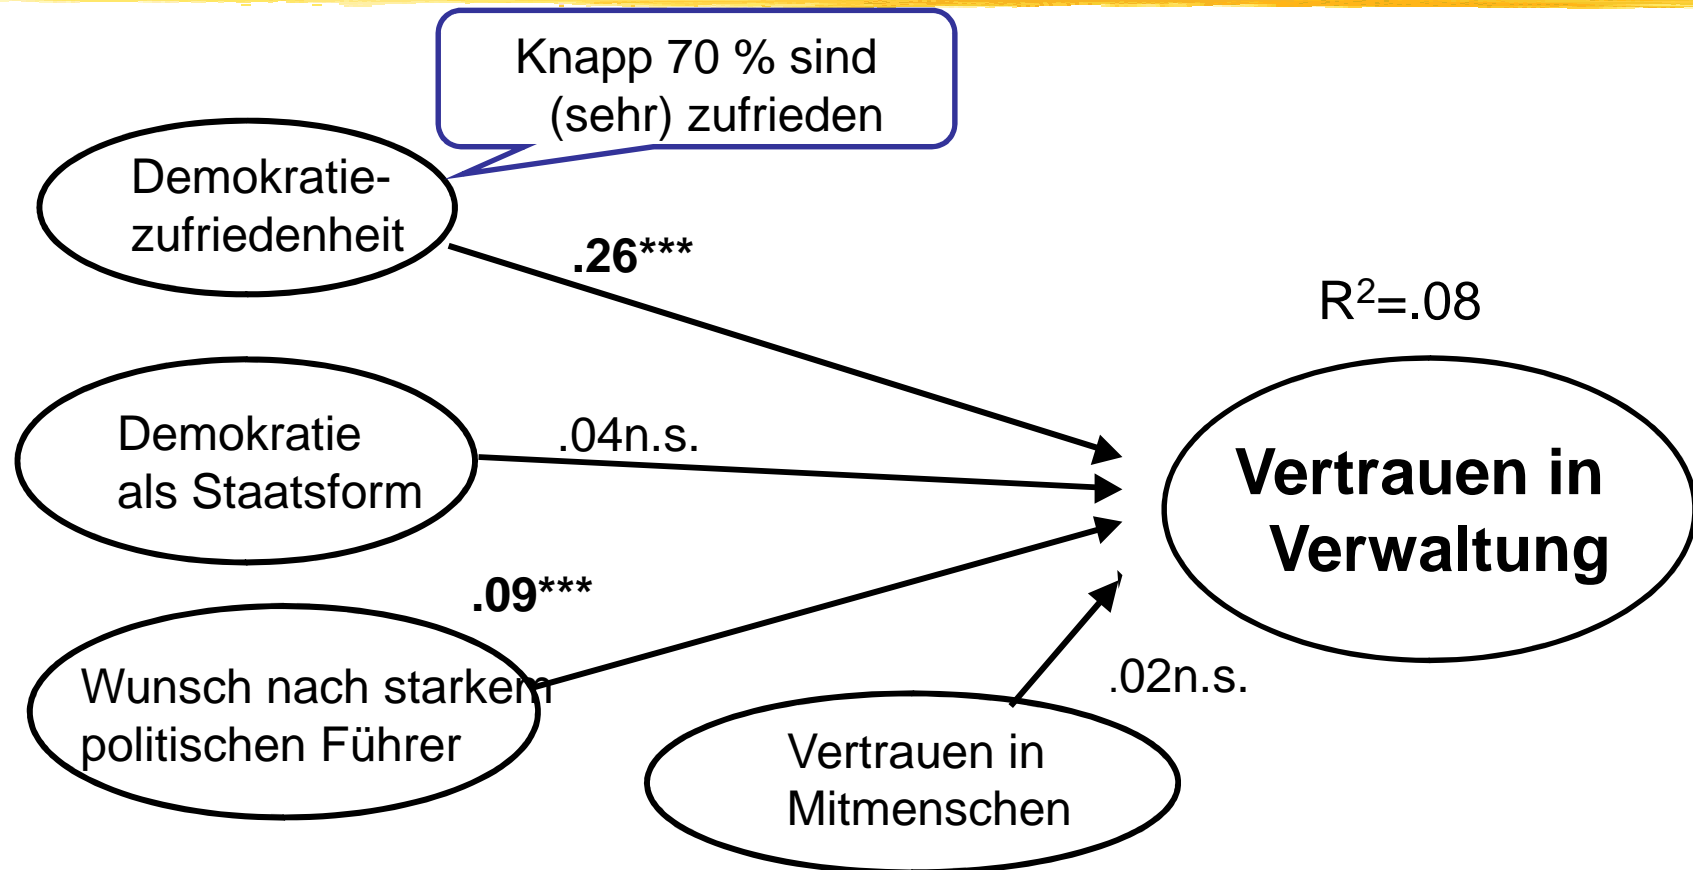 Knapp 70 % sind
(sehr) zufrieden
Demokratie-
zufriedenheit
.26***
R²=.08
Demokratie
als Staatsform
.04n.s.
Vertrauen in
Verwaltung
.09***
Wunsch nach starkem
politischen Führer
.02n.s.
Vertrauen in
Mitmenschen